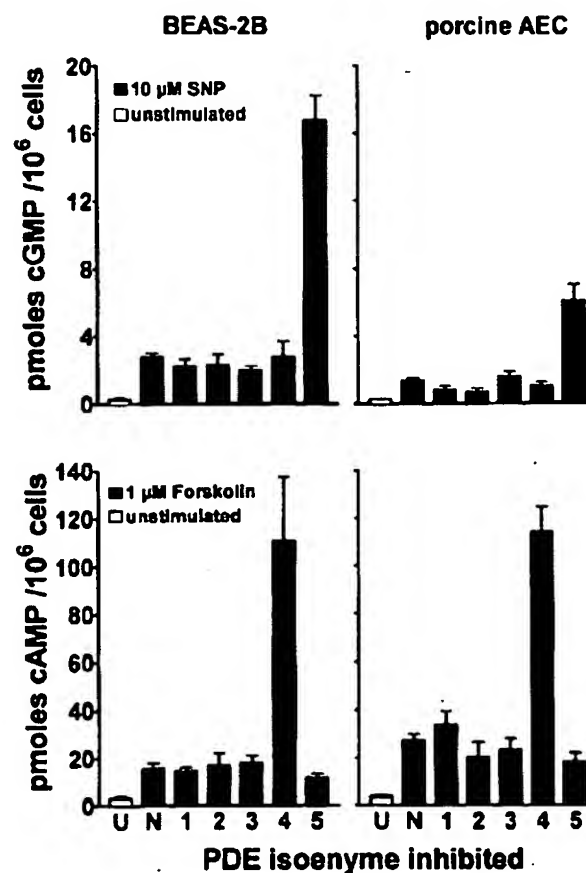 BEAS-2B porcine AEC
20
16
12
8
4
0
pmoles cGMP /10⁶ cells
10 µM SNP
unstimulated
140
120
100
80
60
40
20
0
pmoles cAMP /10⁶ cells
1 µM Forskolin
unstimulated
U N 1 2 3 4 5 U N 1 2 3 4 5
PDE isoenyme inhibited